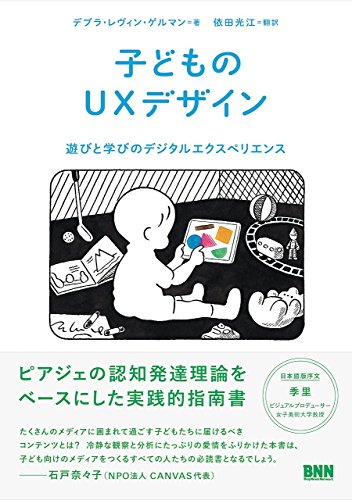 デブラ・レヴィン・ゲルマン=著　依田光江=翻訳
子どもの
UXデザイン
遊びと学びのデジタルエクスペリエンス
ピアジェの認知発達理論を
ベースにした実践的指南書
たくさんのメディアに囲まれて過ごす子どもたちに届けるべき
コンテンツとは? 冷静な観察と分析にたっぷりの愛情をふりかけた本書は、
子ども向けのメディアをつくるすべての人たちの必読書となるでしょう。
——石戸奈々子(NPO法人 CANVAS代表)
日本語版序文
季里
ビジュアルプロデューサー
女子美術大学教授
BNN